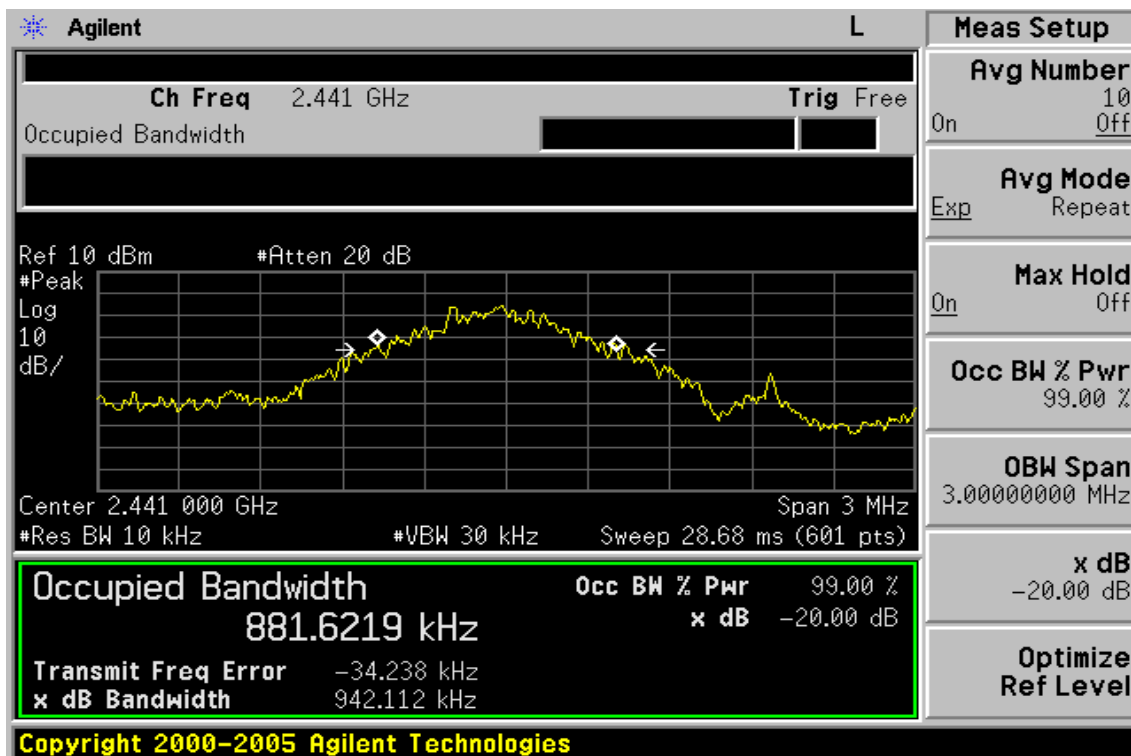 Agilent L Meas Setup
Ch Freq 2.441 GHz Trig Free
Occupied Bandwidth
Ref 10 dBm #Atten 20 dB
#Peak
Log
10
dB/
Center 2.441 000 GHz Span 3 MHz
#Res BW 10 kHz #VBW 30 kHz Sweep 28.68 ms (601 pts)
Occupied Bandwidth
881.6219 kHz
Occ BW % Pwr 99.00 %
x dB -20.00 dB
Transmit Freq Error -34.238 kHz
x dB Bandwidth 942.112 kHz
Avg Number
10
On Off
Avg Mode
Exp Repeat
Max Hold
On Off
Occ BW % Pwr
99.00 %
OBW Span
3.00000000 MHz
x dB
-20.00 dB
Optimize
Ref Level
Copyright 2000-2005 Agilent Technologies